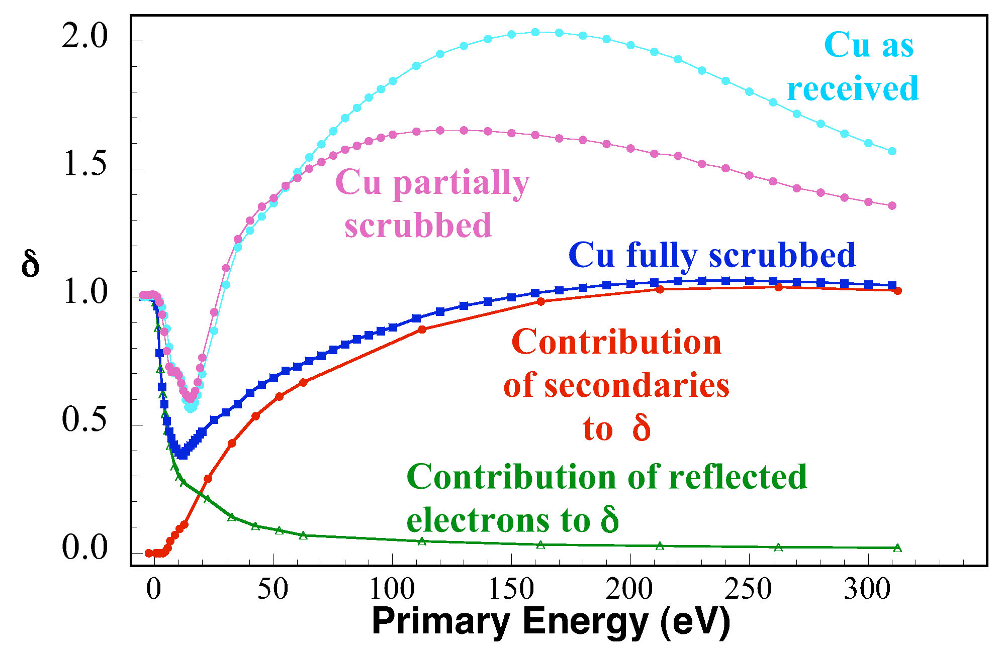 2.0
1.5
1.0
0.5
0.0
δ
Cu as
received
Cu partially
scrubbed
Cu fully scrubbed
Contribution
of secondaries
to δ
Contribution of reflected
electrons to δ
0 50 100 150 200 250 300
Primary Energy (eV)